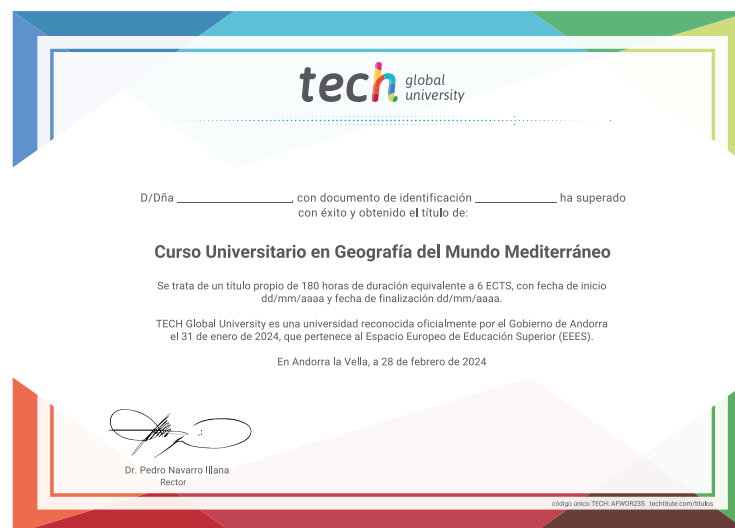 tech global university
D/Dña ____________________, con documento de identificación ______________ ha superado
con éxito y obtenido el título de:
Curso Universitario en Geografía del Mundo Mediterráneo
Se trata de un título propio de 180 horas de duración equivalente a 6 ECTS, con fecha de inicio
dd/mm/aaaa y fecha de finalización dd/mm/aaaa.
TECH Global University es una universidad reconocida oficialmente por el Gobierno de Andorra
el 31 de enero de 2024, que pertenece al Espacio Europeo de Educación Superior (EEES).
En Andorra la Vella, a 28 de febrero de 2024
Dr. Pedro Navarro Illana
Rector
código único TECH: AFWOR23S techtitute.com/titulos